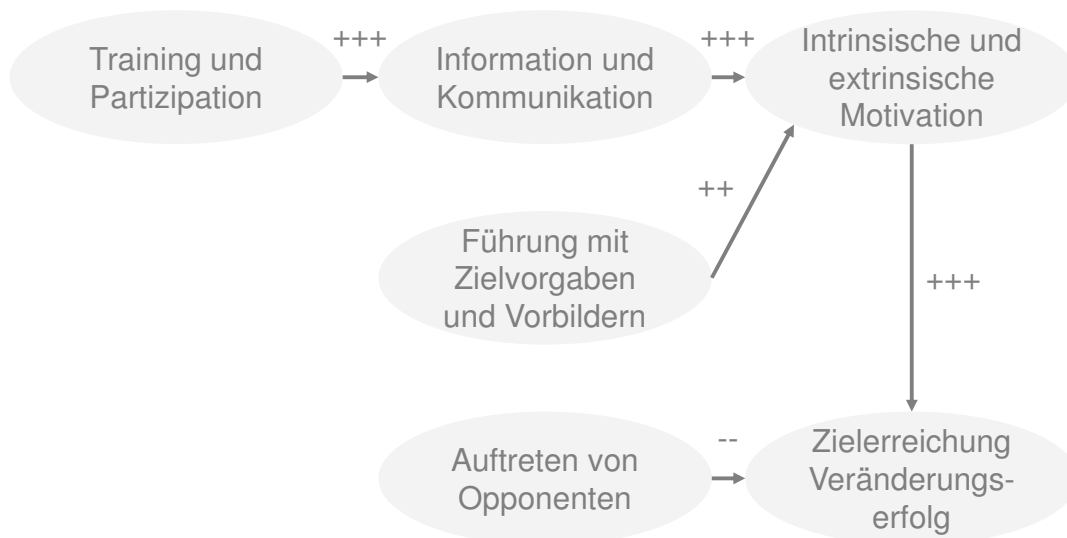 Training und
Partizipation
+++
Information und
Kommunikation
+++
Intrinsische und
extrinsische
Motivation
++
Führung mit
Zielvorgaben
und Vorbildern
+++
Auftreten von
Opponenten
--
Zielerreichung
Veränderungs-
erfolg